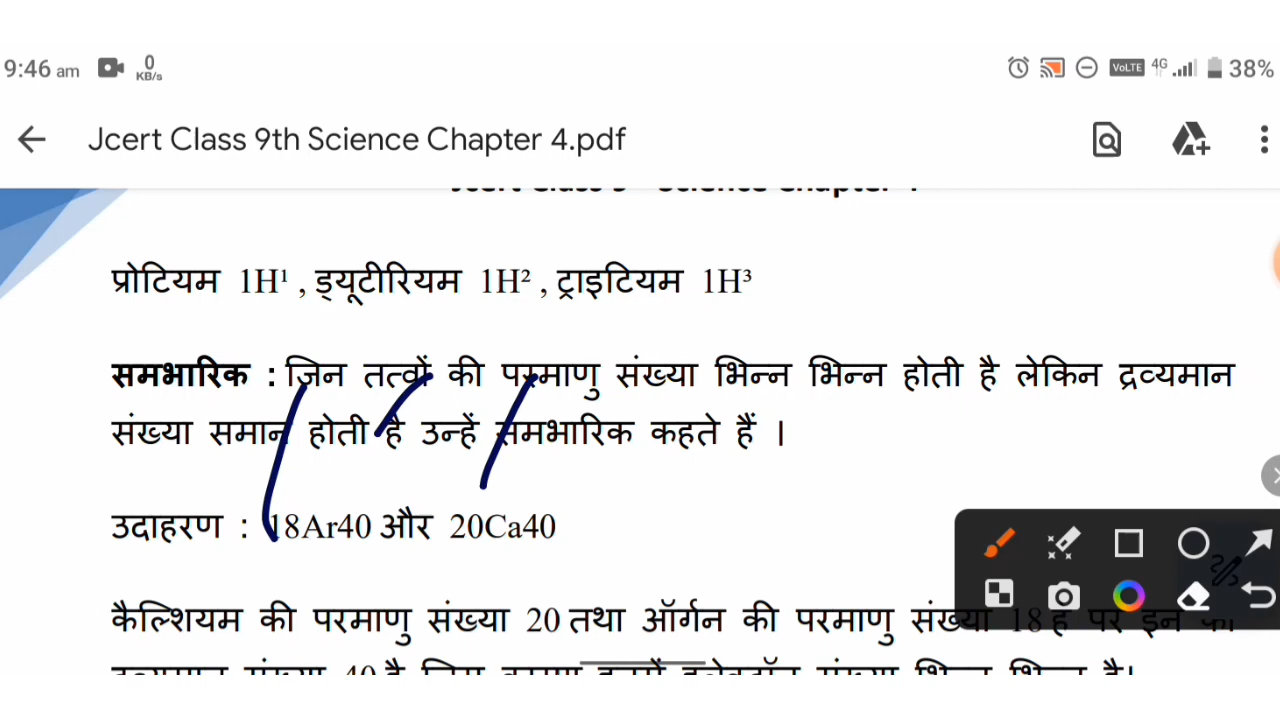 9:46 am 0 KB/s VoLTE 4G 38%
Jcert Class 9th Science Chapter 4.pdf
प्रोटियम 1H¹ , ड्यूटीरियम 1H² , ट्राइटियम 1H³
समभारिक : जिन तत्वों की परमाणु संख्या भिन्न भिन्न होती है लेकिन द्रव्यमान
संख्या समान होती है उन्हें समभारिक कहते हैं ।
उदाहरण : 18Ar40 और 20Ca40
कैल्शियम की परमाणु संख्या 20 तथा ऑर्गन की परमाणु संख्या 18 है पर इन